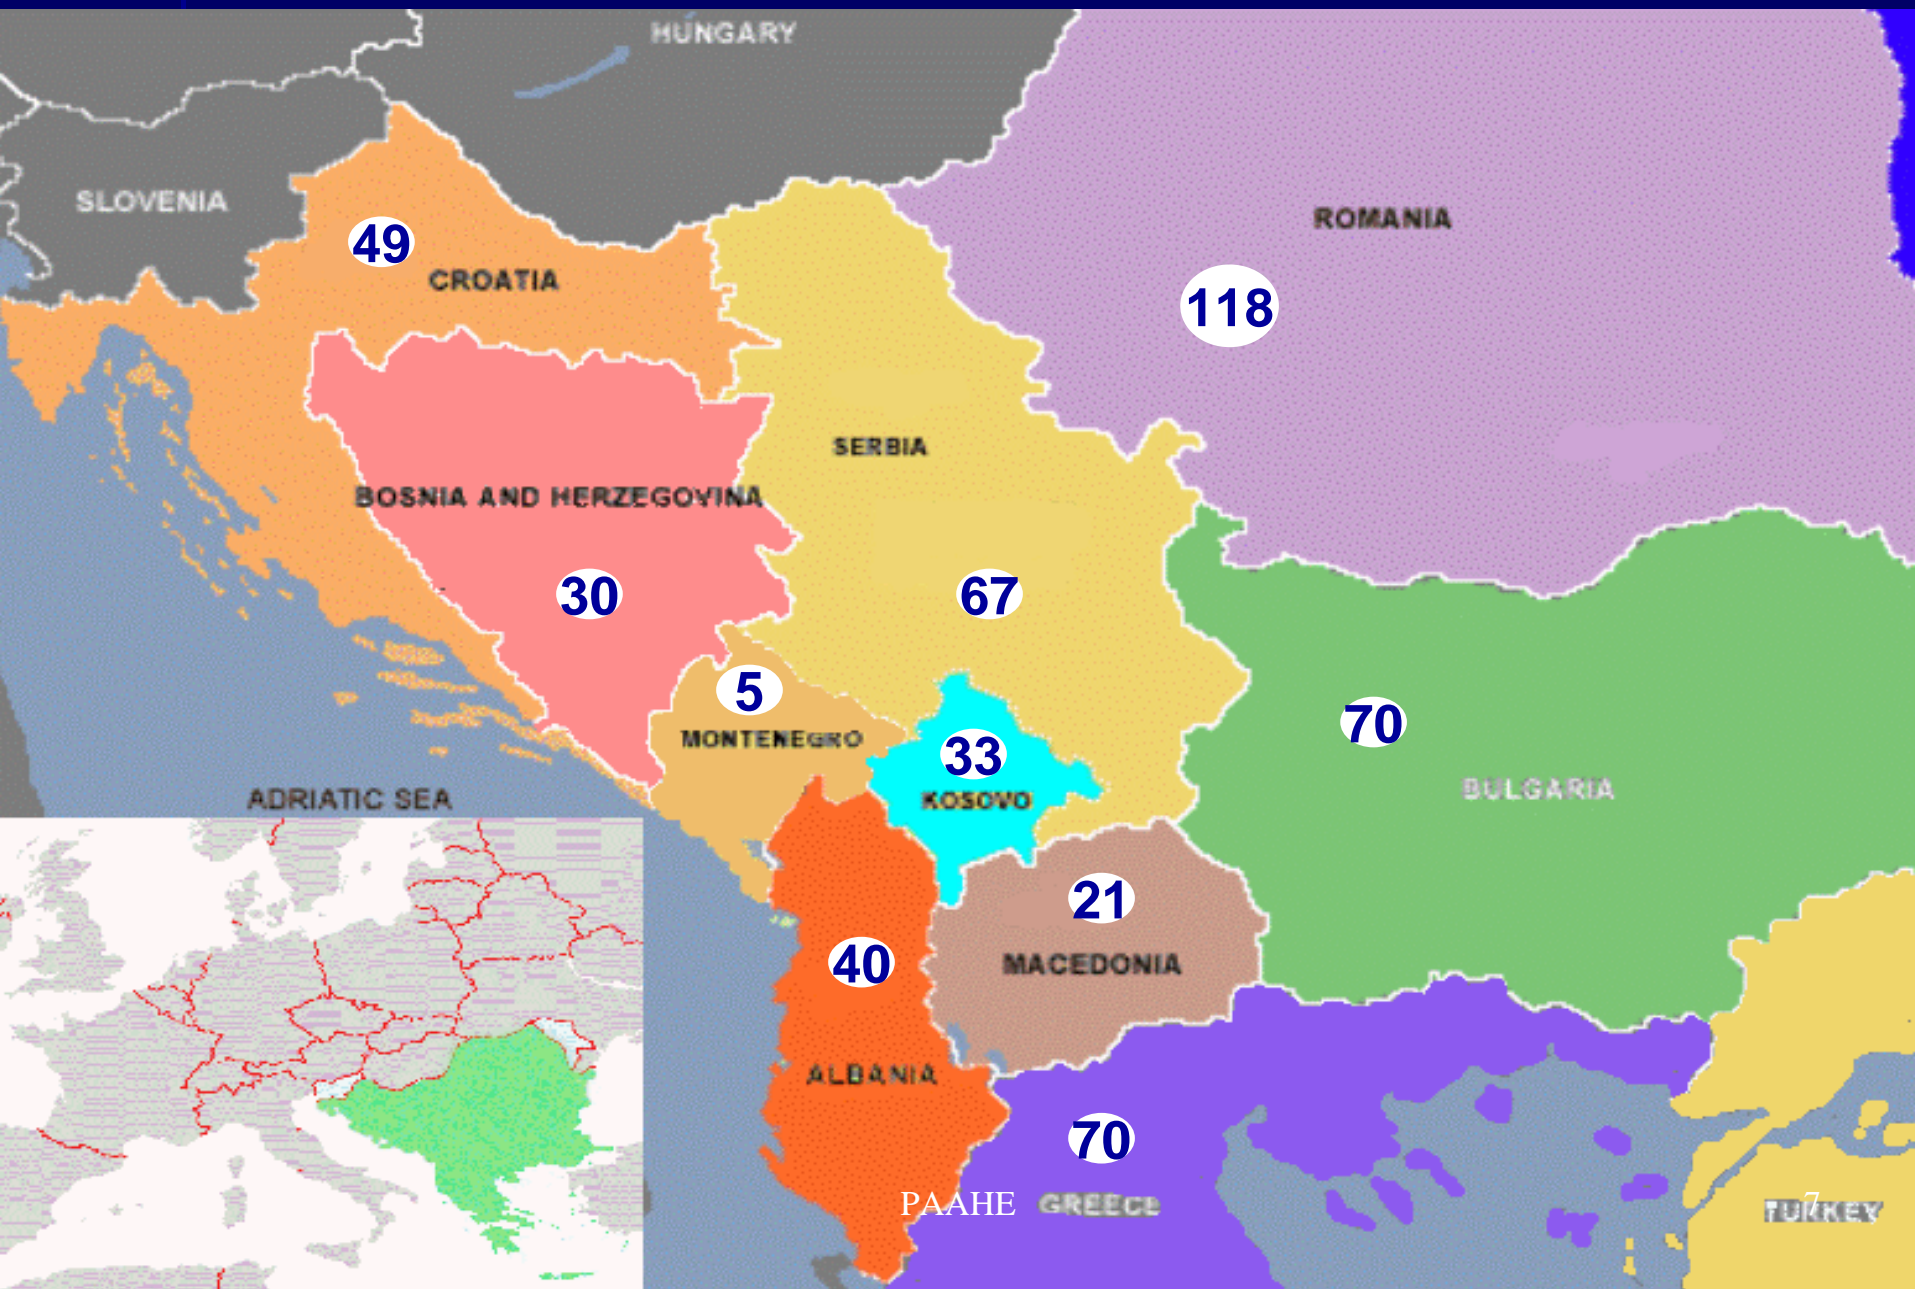 HUNGARY
SLOVENIA
ROMANIA
49
CROATIA
118
SERBIA
BOSNIA AND HERZEGOVINA
30
67
5
70
MONTENEGRO
33
BULGARIA
ADRIATIC SEA
KOSOVO
21
40
MACEDONIA
ALBANIA
70
PAAHE
GREECE
7
TURKEY